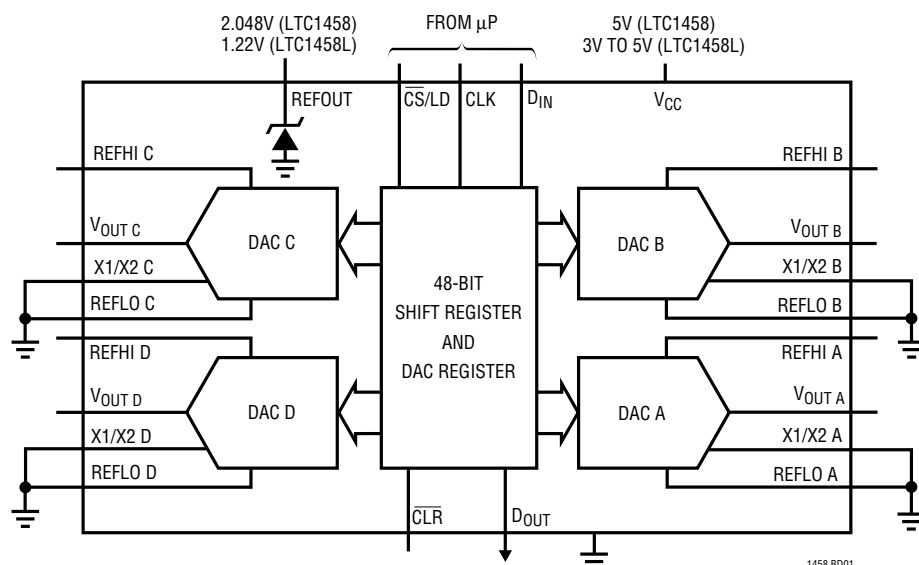 2.048V (LTC1458)
1.22V (LTC1458L)
FROM µP
5V (LTC1458)
3V TO 5V (LTC1458L)
REFOUT
CS/LD
CLK
DIN
VCC
REFHI C
REFHI B
VOUT C
DAC C
DAC B
VOUT B
X1/X2 C
X1/X2 B
REFLO C
REFLO B
48-BIT
SHIFT REGISTER
AND
DAC REGISTER
REFHI D
REFHI A
VOUT D
DAC D
DAC A
VOUT A
X1/X2 D
X1/X2 A
REFLO D
REFLO A
CLR
DOUT
1458 BD01